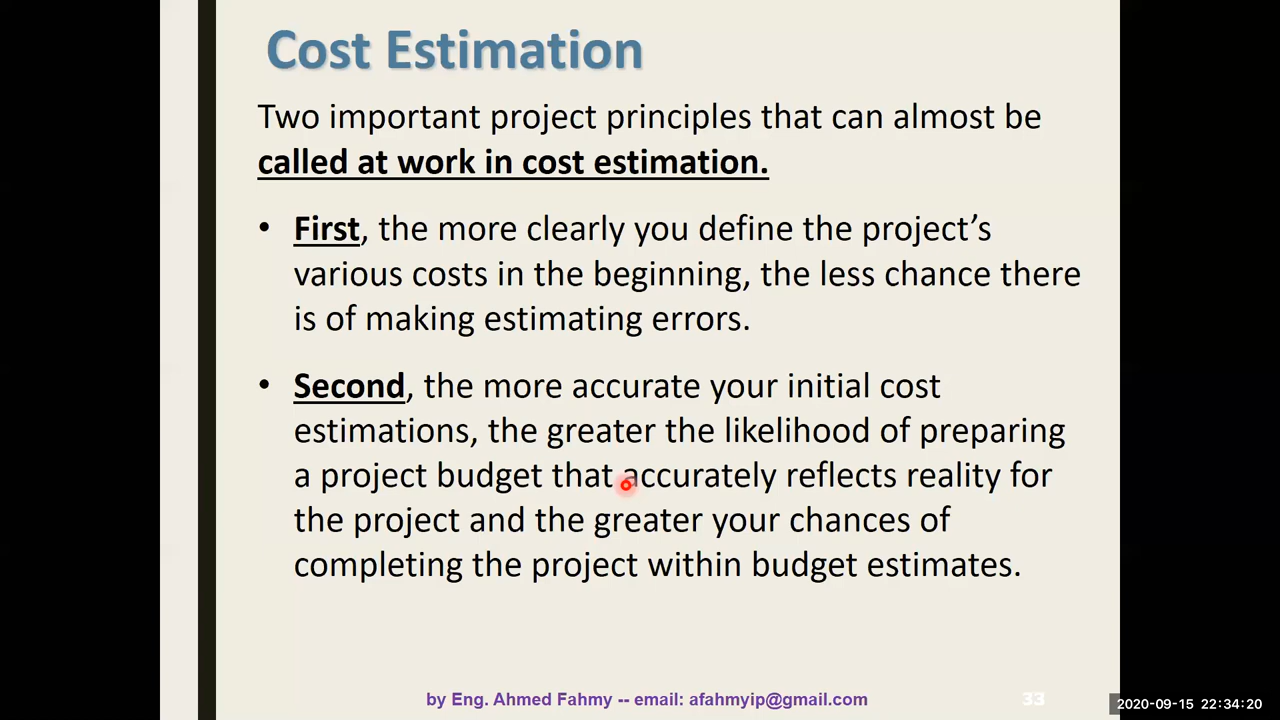 Cost Estimation
Two important project principles that can almost be
called at work in cost estimation.
• First, the more clearly you define the project’s
various costs in the beginning, the less chance there
is of making estimating errors.
• Second, the more accurate your initial cost
estimations, the greater the likelihood of preparing
a project budget that accurately reflects reality for
the project and the greater your chances of
completing the project within budget estimates.
by Eng. Ahmed Fahmy -- email: afahmyip@gmail.com
33
2020-09-15 22:34:20